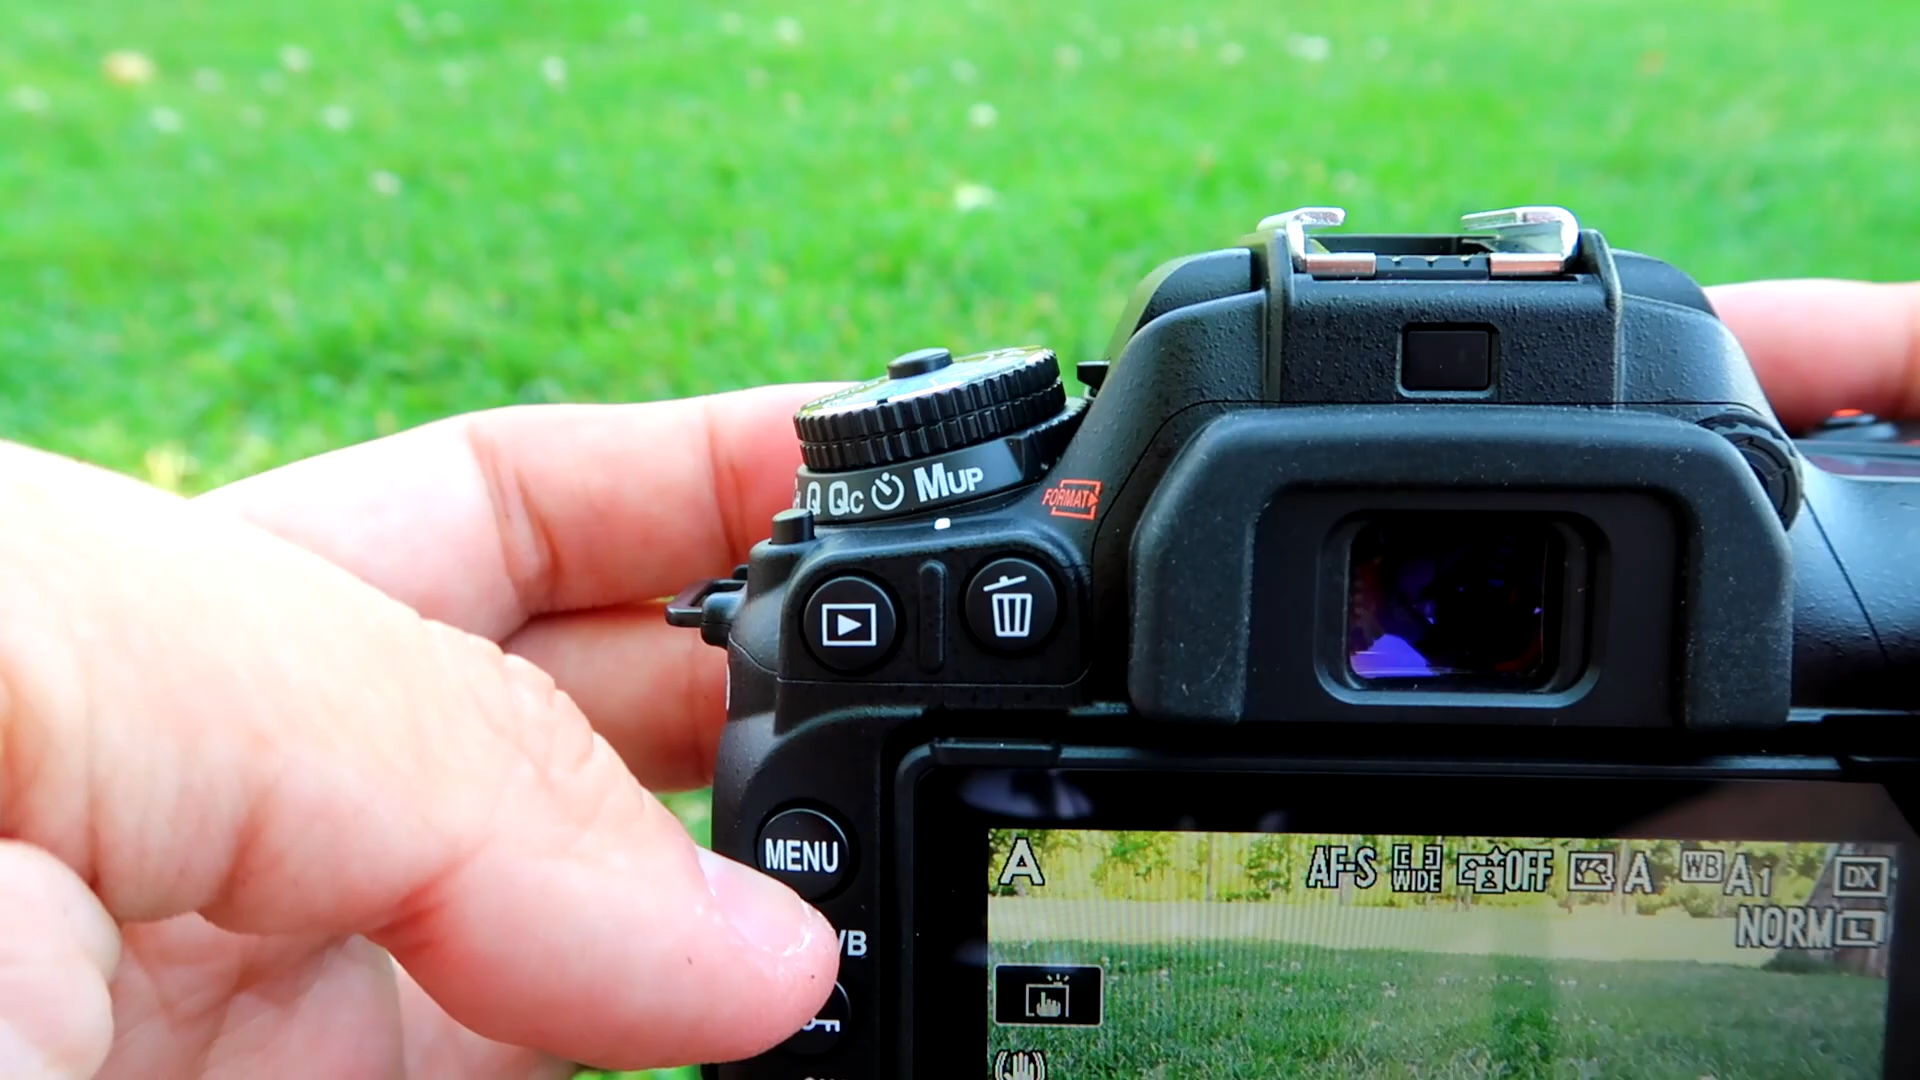 Q Qc MUP
FORMAT
MENU
A AF-S WIDE OFF A WB A1 DX
NORM L